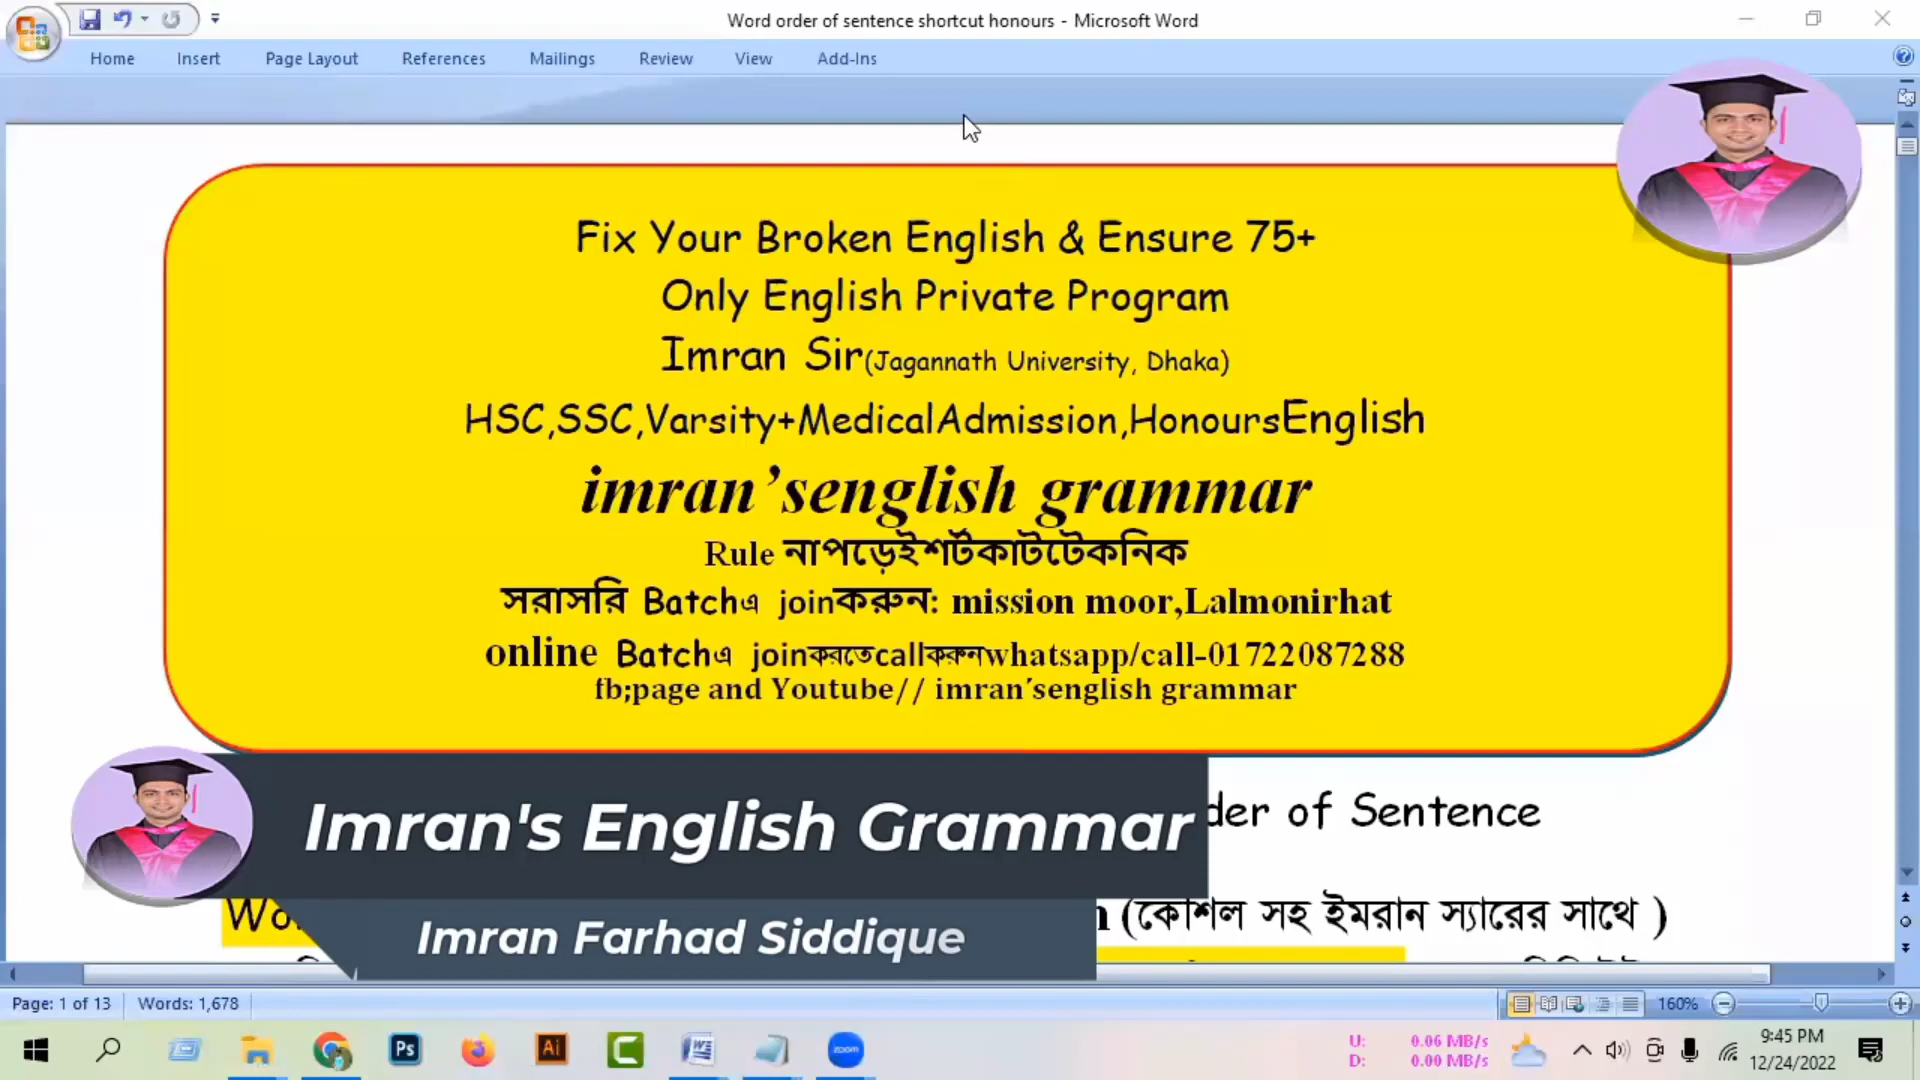 Word order of sentence shortcut honours - Microsoft Word
Home Insert Page Layout References Mailings Review View Add-Ins
Fix Your Broken English & Ensure 75+
Only English Private Program
Imran Sir(Jagannath University, Dhaka)
HSC,SSC,Varsity+MedicalAdmission,HonoursEnglish
imran’senglish grammar
Rule নাপড়েইশর্টকাটটেকনিক
সরাসরি Batchএ joinকরুন: mission moor,Lalmonirhat
online Batchএ joinকরতেcallকরুনwhatsapp/call-01722087288
fb;page and Youtube// imran’senglish grammar
Imran's English Grammar
der of Sentence
Imran Farhad Siddique
Wo
n (কৌশল সহ ইমরান স্যারের সাথে )
Page: 1 of 13 Words: 1,678
160%
Ps Ai C W zoom
U: 0.06 MB/s
D: 0.00 MB/s
9:45 PM
12/24/2022